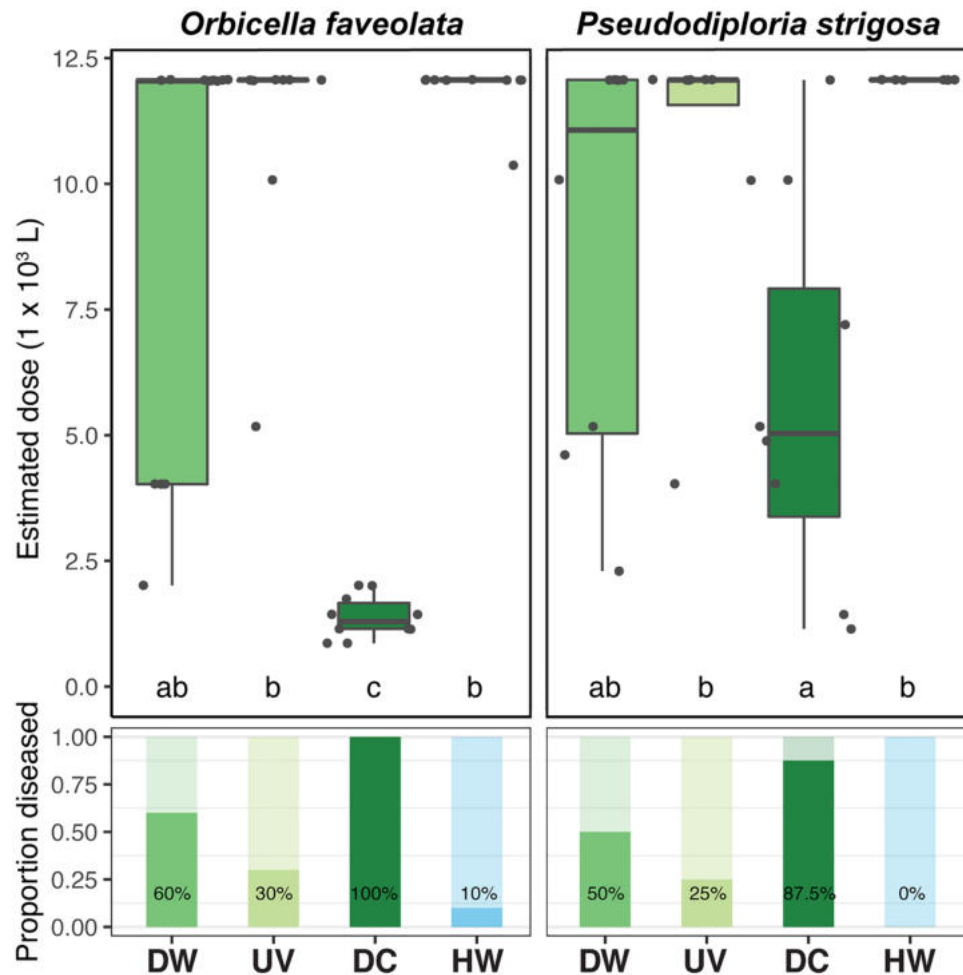 Orbicella faveolata
Pseudodiploria strigosa
Estimated dose (1 x 10³ L)
12.5
10.0
7.5
5.0
2.5
0.0
ab b c b
ab b a b
Proportion diseased
1.00
0.75
0.50
0.25
0.00
60% 30% 100% 10%
50% 25% 87.5% 0%
DW UV DC HW
DW UV DC HW